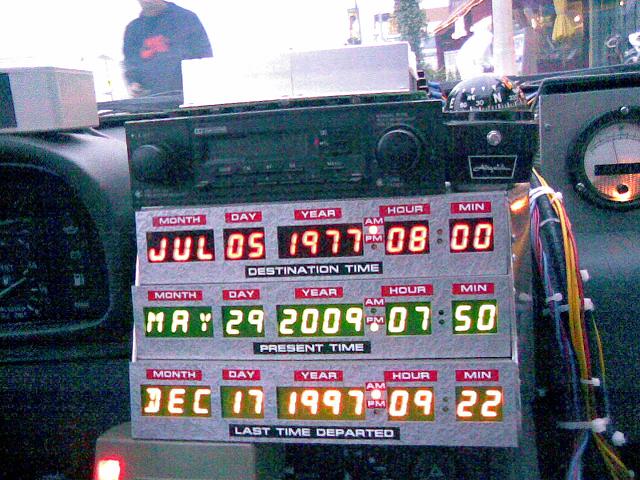 MONTH DAY YEAR AM PM HOUR MIN
JUL 05 1977 08 00
DESTINATION TIME
MONTH DAY YEAR AM PM HOUR MIN
MAY 29 2009 07 50
PRESENT TIME
MONTH DAY YEAR AM PM HOUR MIN
DEC 17 1997 09 22
LAST TIME DEPARTED